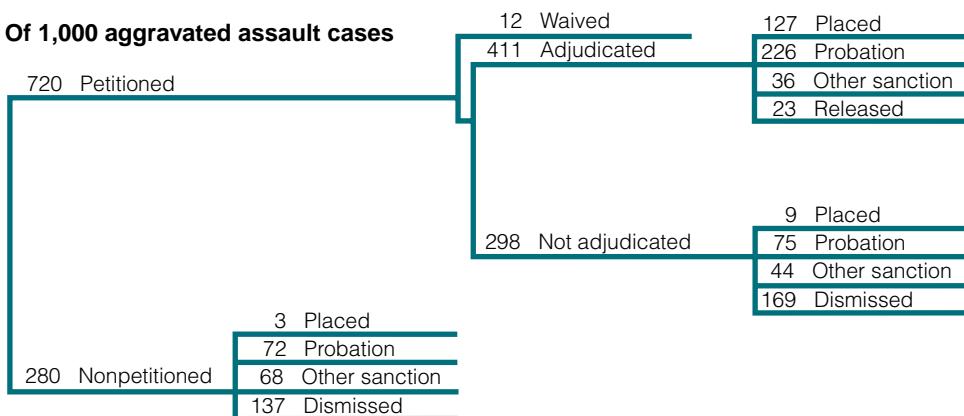 Of 1,000 aggravated assault cases
720 Petitioned
12 Waived
411 Adjudicated
127 Placed
226 Probation
36 Other sanction
23 Released
298 Not adjudicated
9 Placed
75 Probation
44 Other sanction
169 Dismissed
280 Nonpetitioned
3 Placed
72 Probation
68 Other sanction
137 Dismissed